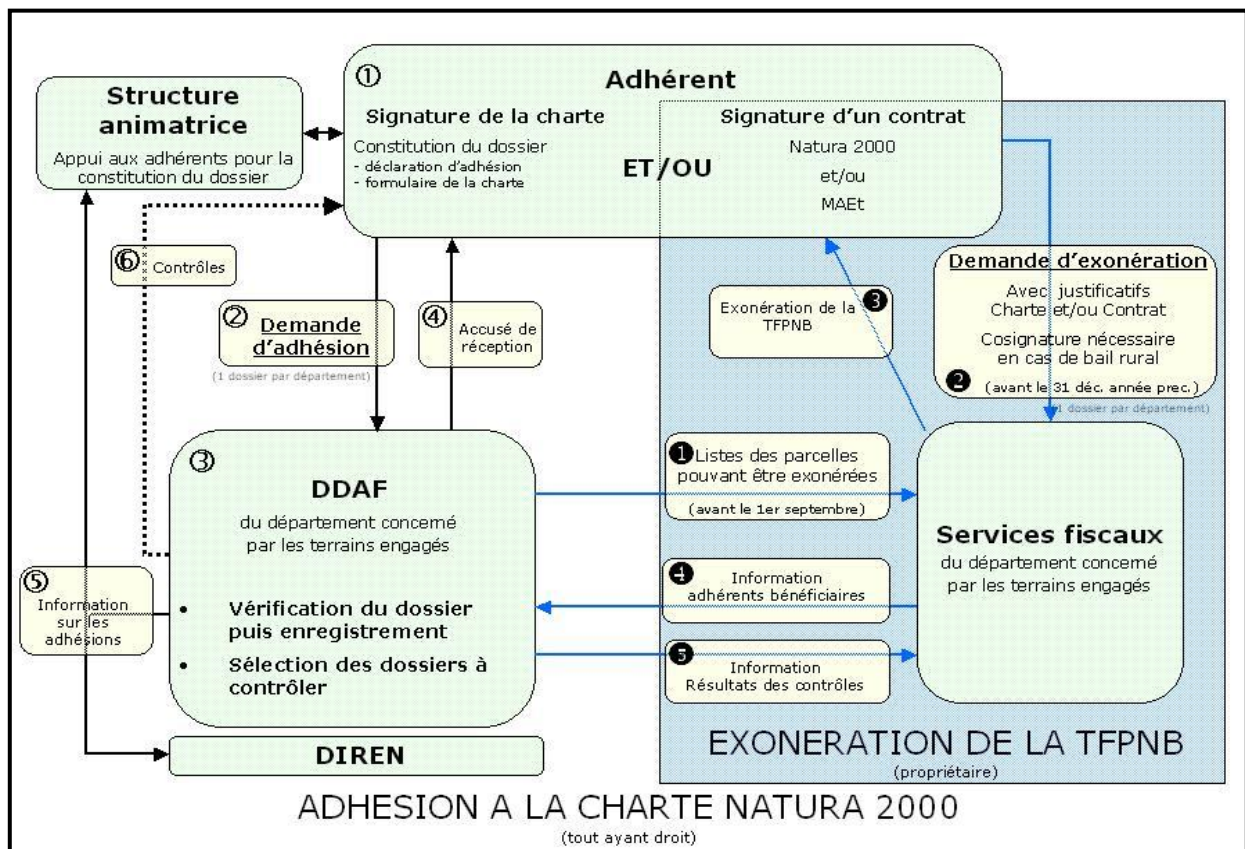 ①
Adhérent
Structure
animatrice
Appui aux adhérents pour la
constitution du dossier
Signature de la charte
Constitution du dossier
- déclaration d'adhésion
- formulaire de la charte
ET/OU
Signature d'un contrat
Natura 2000
et/ou
MAEt
⑥ Contrôles
②
Demande
d'adhésion
(1 dossier par département)
④
Accusé de
réception
Exonération de la
TFPNB
❸
Demande d'exonération
Avec justificatifs
Charte et/ou Contrat
Cosignature nécessaire
en cas de bail rural
❷ (avant le 31 déc. année prec.)
(1 dossier par département)
③
DDAF
du département concerné
par les terrains engagés
• Vérification du dossier
puis enregistrement
• Sélection des dossiers à
contrôler
❶ Listes des parcelles
pouvant être exonérées
(avant le 1er septembre)
Services fiscaux
du département concerné
par les terrains engagés
⑤
Information
sur les
adhésions
❹ Information
adhérents bénéficiaires
❺ Information
Résultats des contrôles
DIREN
EXONERATION DE LA TFPNB
(propriétaire)
ADHESION A LA CHARTE NATURA 2000
(tout ayant droit)